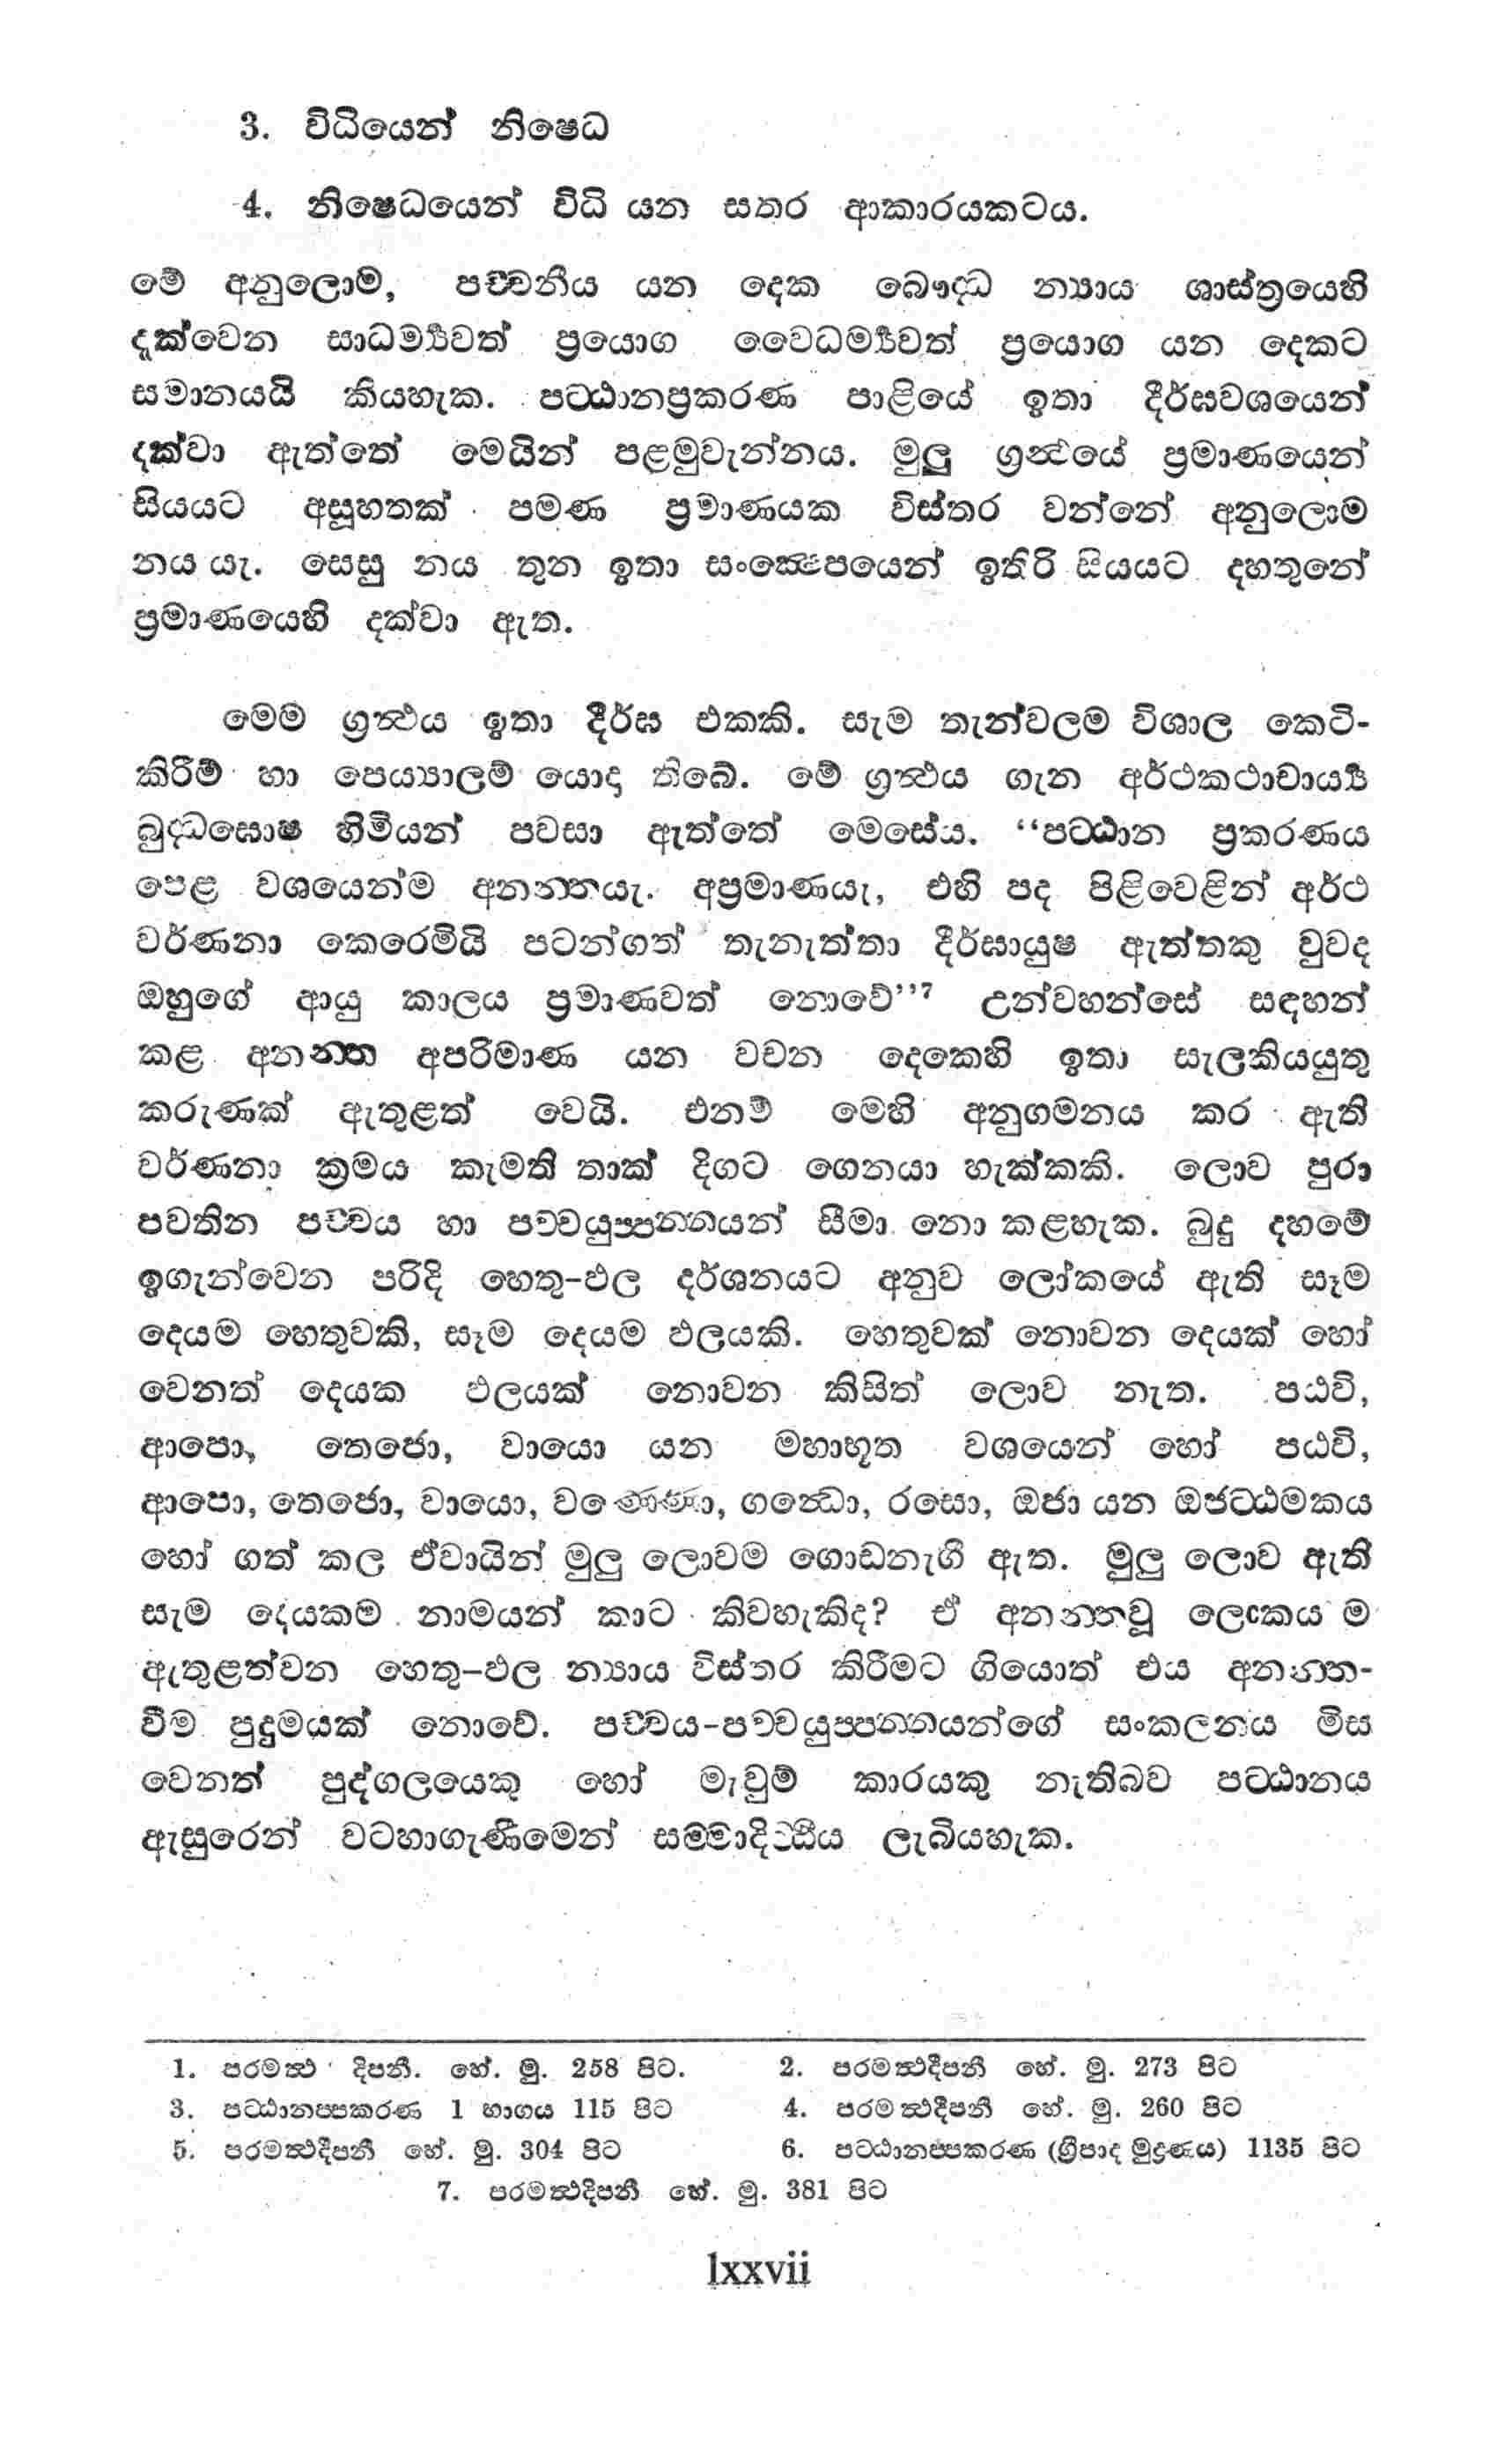 3. විධියෙන් නිෂෙධ
4. නිෂෙධයෙන් විධි යන සතර ආකාරයකටය.
මේ අනුලොම, පච්චනීය යන දෙක බෞද්ධ න්‍යාය ශාස්ත්‍රයෙහි
දැක්වෙන සාධර්‍ම්‍යවත් ප්‍රයොග වෛධර්‍ම්‍යවත් ප්‍රයොග යන දෙකට
සමානයයි කියහැක. පට්ඨානප්‍රකරණ පාළියේ ඉතා දීර්ඝවශයෙන්
දක්වා ඇත්තේ මෙයින් පළමුවැන්නය. මුලු ග්‍රන්‍ථයේ ප්‍රමාණයෙන්
සියයට අසූහතක් පමණ ප්‍රමාණයක විස්තර වන්නේ අනුලොම
නය යැ. සෙසු නය තුන ඉතා සංක්‍ෂෙපයෙන් ඉතිරි සියයට දහතුනේ
ප්‍රමාණයෙහි දක්වා ඇත.
මෙම ග්‍රන්‍ථය ඉතා දීර්ඝ එකකි. සැම තැන්වලම විශාල කෙටි-
කිරීම් හා පෙය්‍යාලම් යොදා තිබේ. මේ ග්‍රන්‍ථය ගැන අර්ථකථාචාර්‍ය්‍ය
බුද්ධඝොෂ හිමියන් පවසා ඇත්තේ මෙසේය. “පට්ඨාන ප්‍රකරණය
පෙළ වශයෙන්ම අනන්තයැ. අප්‍රමාණයැ, එහි පද පිළිවෙළින් අර්ථ
වර්ණනා කෙරෙමියි පටන්ගත් තැනැත්තා දීර්ඝායුෂ ඇත්තකු වුවද
ඔහුගේ ආයු කාලය ප්‍රමාණවත් නොවේ”7 උන්වහන්සේ සඳහන්
කළ අනන්ත අපරිමාණ යන වචන දෙකෙහි ඉතා සැලකියයුතු
කරුණක් ඇතුළත් වෙයි. එනම් මෙහි අනුගමනය කර ඇති
වර්ණනා ක්‍රමය කැමති තාක් දිගට ගෙනයා හැක්කකි. ලොව පුරා
පවතින පච්චය හා පච්චයුප්පන්නයන් සීමා නො කළහැක. බුදු දහමේ
ඉගැන්වෙන පරිදි හෙතු-ඵල දර්ශනයට අනුව ලෝකයේ ඇති සෑම
දෙයම හෙතුවකි, සෑම දෙයම ඵලයකි. හෙතුවක් නොවන දෙයක් හෝ
වෙනත් දෙයක ඵලයක් නොවන කිසිත් ලොව නැත. පඨවි,
ආපො, තෙජො, වායො යන මහාභූත වශයෙන් හෝ පඨවි,
ආපො, තෙජො, වායො, වණ්ණො, ගන්ධො, රසො, ඔජා යන ඔජට්ඨමකය
හෝ ගත් කල ඒවායින් මුලු ලොවම ගොඩනැගී ඇත. මුලු ලොව ඇති
සැම දෙයකම නාමයන් කාට කිවහැකිද? ඒ අනන්තවූ ලොකය ම
ඇතුළත්වන හෙතු-ඵල න්‍යාය විස්තර කිරීමට ගියොත් එය අනන්ත-
වීම පුදුමයක් නොවේ. පච්චය-පච්චයුප්පන්නයන්ගේ සංකලනය මිස
වෙනත් පුද්ගලයෙකු හෝ මැවුම් කාරයකු නැතිබව පට්ඨානය
ඇසුරෙන් වටහාගැණීමෙන් සම්මාදිට්ඨිය ලැබියහැක.
1. පරමත්‍ථ දිපනී. හේ. මු. 258 පිට. 2. පරමත්‍ථදීපනී හේ. මු. 273 පිට
3. පට්ඨානප්පකරණ 1 භාගය 115 පිට 4. පරමත්‍ථදීපනී හේ. මු. 260 පිට
5. පරමත්‍ථදීපනී හේ. මු. 304 පිට 6. පට්ඨානප්පකරණ (ශ්‍රීපාද මුද්‍රණය) 1135 පිට
7. පරමත්‍ථදිපනී හේ. මු. 381 පිට
lxxvii